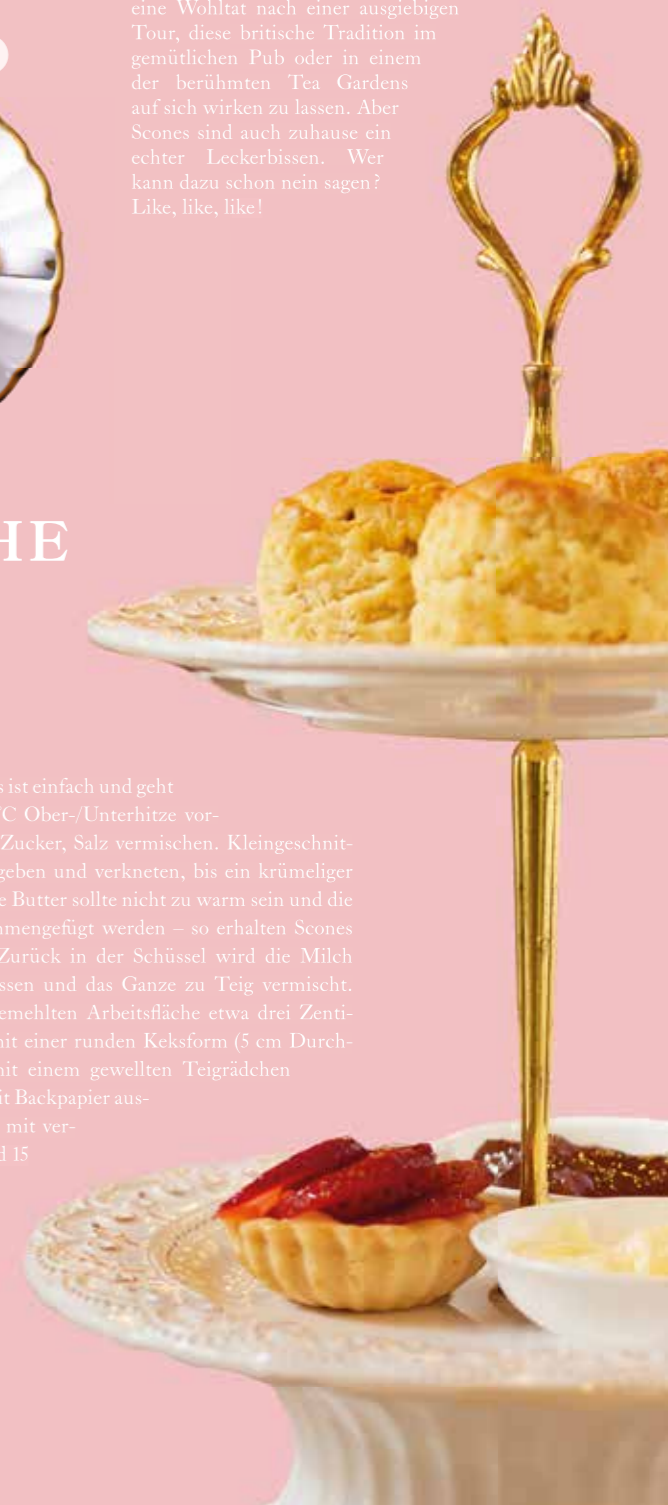 eine Wohltat nach einer ausgiebigen
Tour, diese britische Tradition im
gemütlichen Pub oder in einem
der berühmten Tea Gardens
auf sich wirken zu lassen. Aber
Scones sind auch zuhause ein
echter Leckerbissen. Wer
kann dazu schon nein sagen?
Like, like, like!
HE
s ist einfach und geht
°C Ober-/Unterhitze vor-
Zucker, Salz vermischen. Kleingeschnit-
geben und verkneten, bis ein krümeliger
e Butter sollte nicht zu warm sein und die
mmengefügt werden – so erhalten Scones
Zurück in der Schüssel wird die Milch
ssen und das Ganze zu Teig vermischt.
emehlten Arbeitsfläche etwa drei Zenti-
mit einer runden Keksform (5 cm Durch-
mit einem gewellten Teigrädchen
it Backpapier aus-
mit ver-
d 15